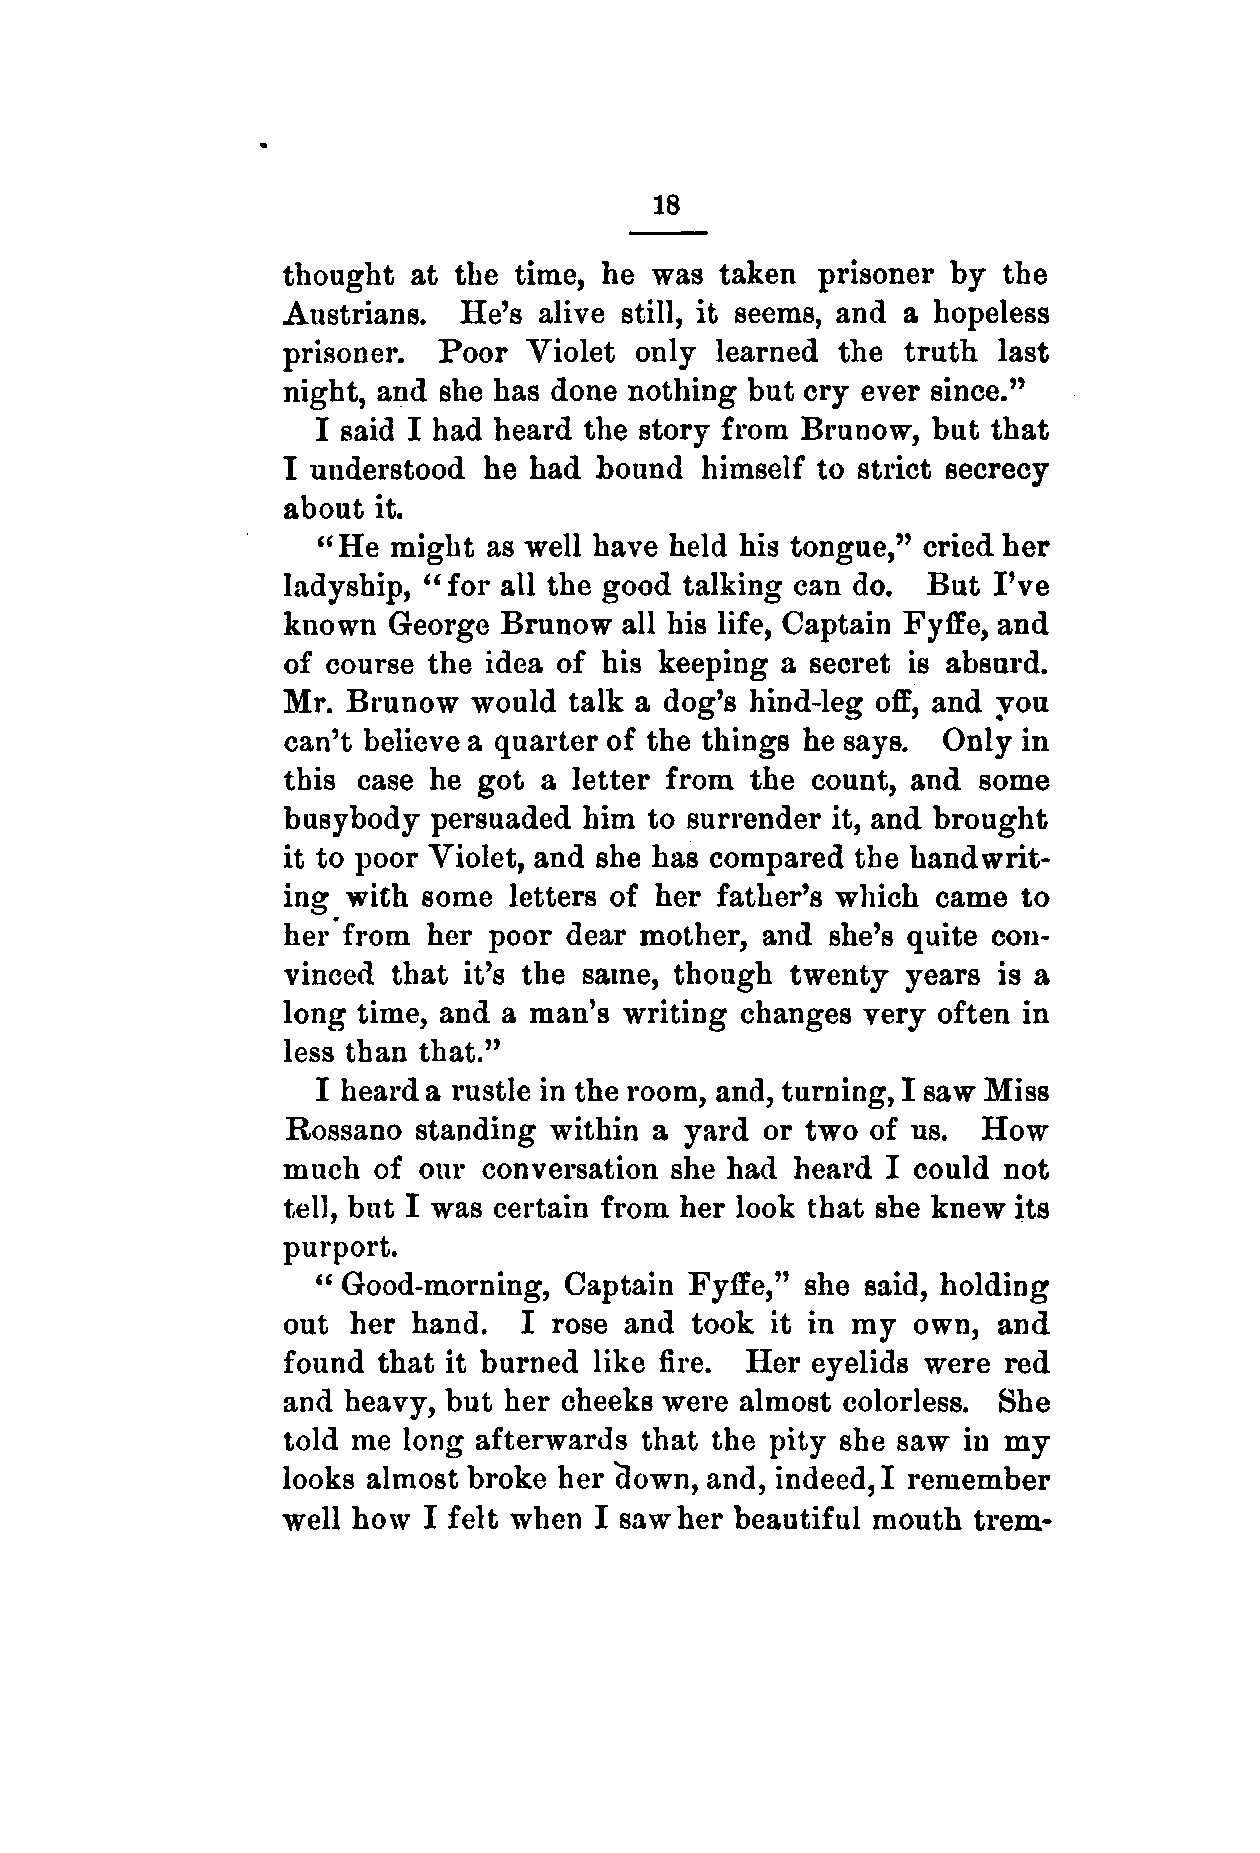 18
thought at the time, he was taken prisoner by the
Austrians. He's alive still, it seems, and a hopeless
prisoner. Poor Violet only learned the truth last
night, and she has done nothing but cry ever since."
I said I had heard the story from Brunow, but that
I understood he had bound himself to strict secrecy
about it.
"He might as well have held his tongue," cried her
ladyship, "for all the good talking can do. But I've
known George Brunow all his life, Captain Fyffe, and
of course the idea of his keeping a secret is absurd.
Mr. Brunow would talk a dog's hind-leg off, and you
can't believe a quarter of the things he says. Only in
this case he got a letter from the count, and some
busybody persuaded him to surrender it, and brought
it to poor Violet, and she has compared the handwrit-
ing with some letters of her father's which came to
her from her poor dear mother, and she's quite con-
vinced that it's the same, though twenty years is a
long time, and a man's writing changes very often in
less than that."
I heard a rustle in the room, and, turning, I saw Miss
Rossano standing within a yard or two of us. How
much of our conversation she had heard I could not
tell, but I was certain from her look that she knew its
purport.
"Good-morning, Captain Fyffe," she said, holding
out her hand. I rose and took it in my own, and
found that it burned like fire. Her eyelids were red
and heavy, but her cheeks were almost colorless. She
told me long afterwards that the pity she saw in my
looks almost broke her down, and, indeed, I remember
well how I felt when I saw her beautiful mouth trem-